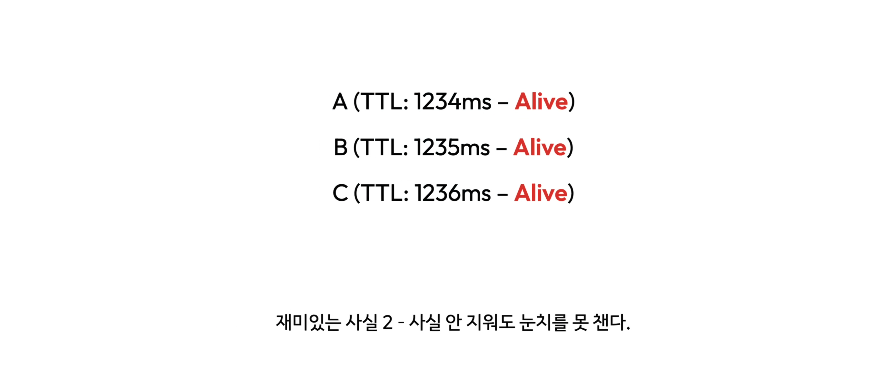 A (TTL: 1234ms – Alive)
B (TTL: 1235ms – Alive)
C (TTL: 1236ms – Alive)
재미있는 사실 2 - 사실 안 지워도 눈치를 못 챈다.